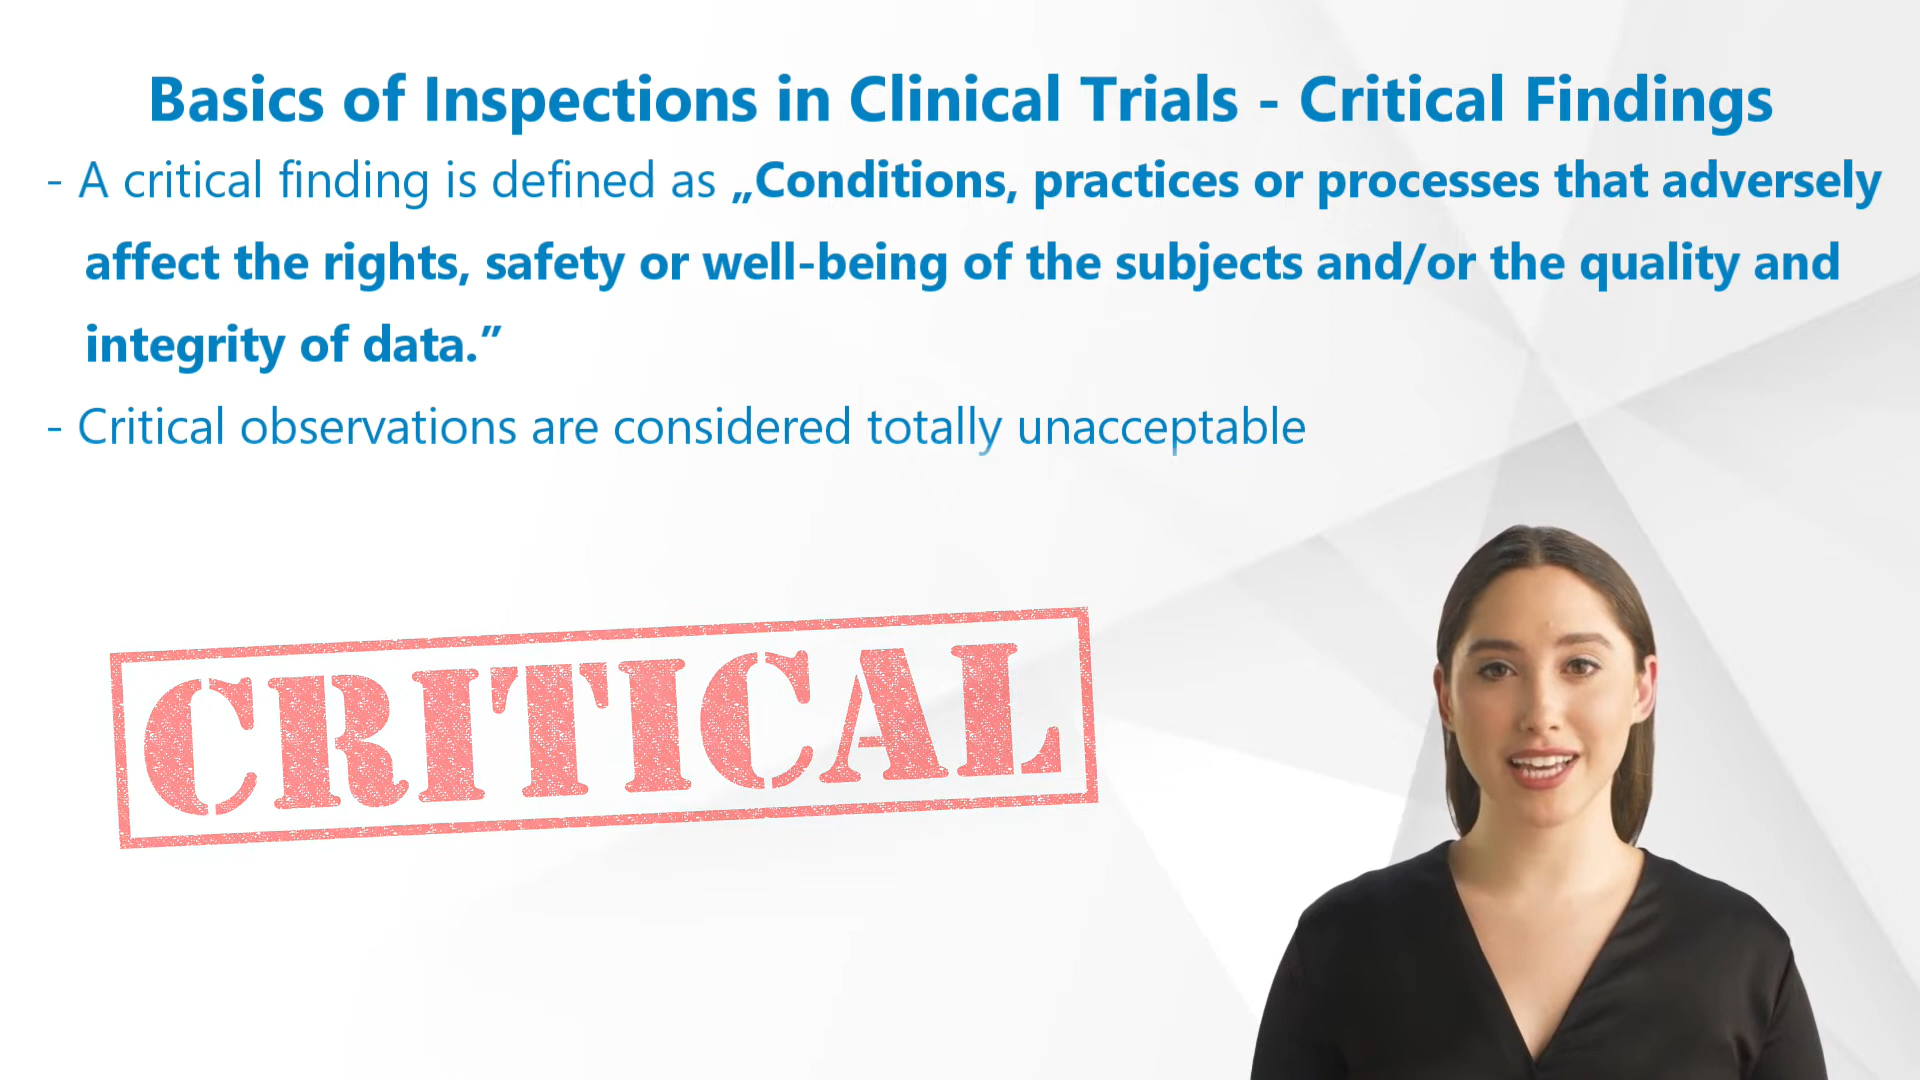 Basics of Inspections in Clinical Trials - Critical Findings
- A critical finding is defined as „Conditions, practices or processes that adversely
affect the rights, safety or well-being of the subjects and/or the quality and
integrity of data.”
- Critical observations are considered totally unacceptable
CRITICAL